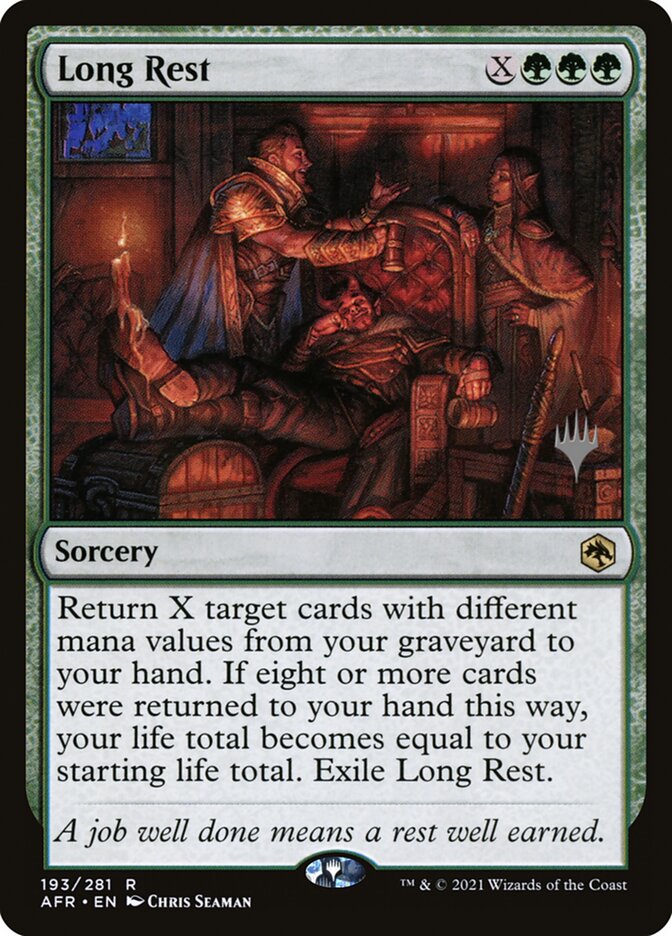 Long Rest X
Sorcery
Return X target cards with different
mana values from your graveyard to
your hand. If eight or more cards
were returned to your hand this way,
your life total becomes equal to your
starting life total. Exile Long Rest.
A job well done means a rest well earned.
193/281 R
™ & © 2021 Wizards of the Coast
AFR • EN Chris Seaman